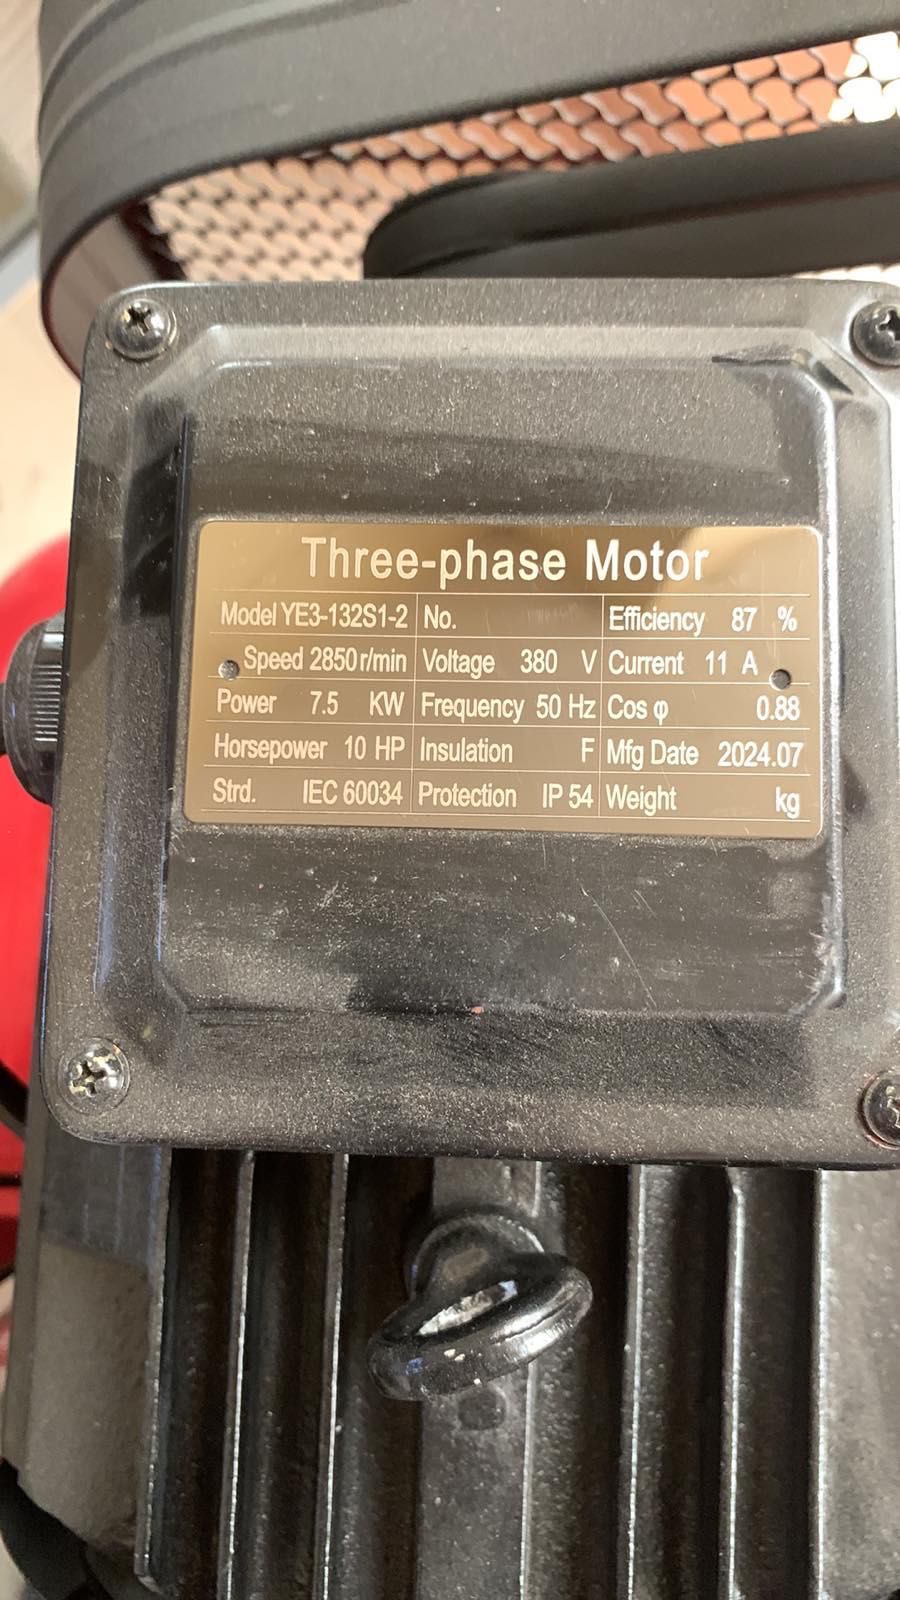 Three-phase Motor
Model YE3-132S1-2 No. Efficiency 87 %
Speed 2850 r/min Voltage 380 V Current 11 A
Power 7.5 KW Frequency 50 Hz Cos φ 0.88
Horsepower 10 HP Insulation F Mfg Date 2024.07
Strd. IEC 60034 Protection IP 54 Weight kg